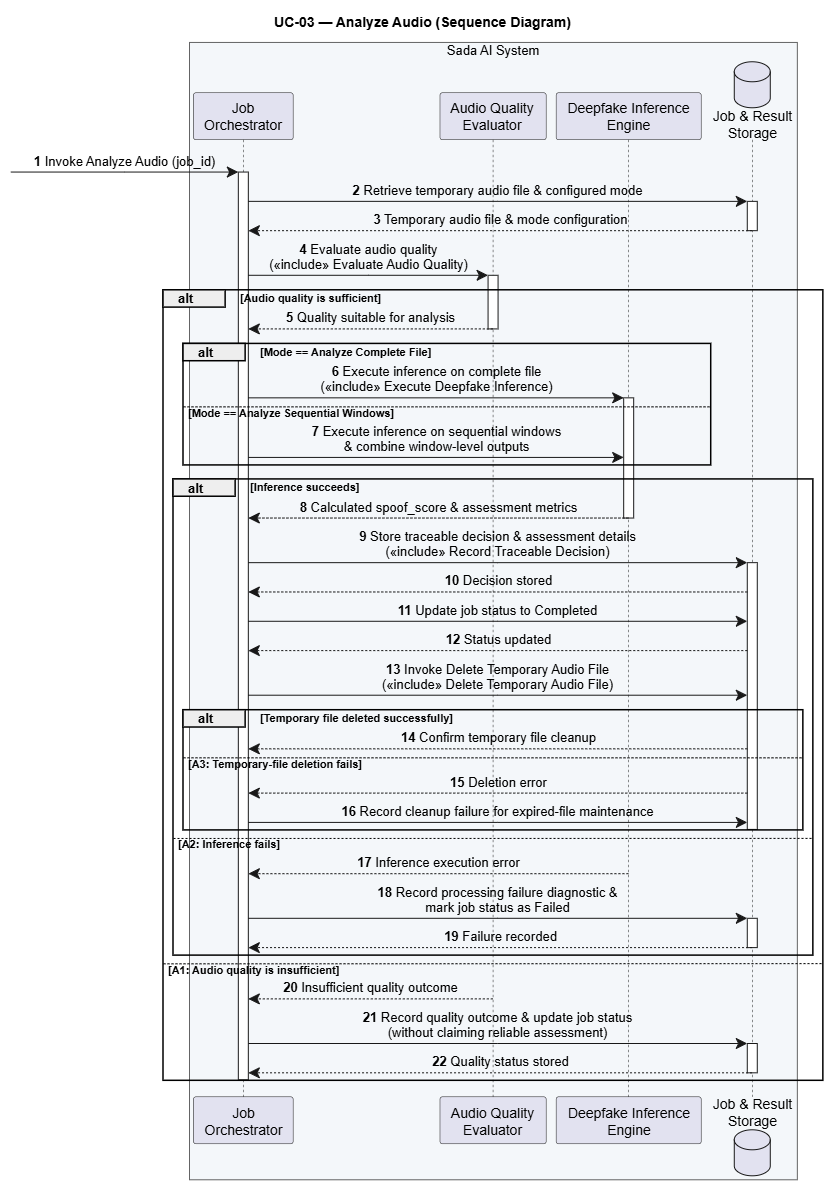 UC-03 — Analyze Audio (Sequence Diagram)
Sada AI System
Job
Orchestrator
Audio Quality
Evaluator
Deepfake Inference
Engine
Job & Result
Storage
1 Invoke Analyze Audio (job_id)
2 Retrieve temporary audio file & configured mode
3 Temporary audio file & mode configuration
4 Evaluate audio quality
(«include» Evaluate Audio Quality)
alt
[Audio quality is sufficient]
5 Quality suitable for analysis
alt
[Mode == Analyze Complete File]
6 Execute inference on complete file
(«include» Execute Deepfake Inference)
[Mode == Analyze Sequential Windows]
7 Execute inference on sequential windows
& combine window-level outputs
alt
[Inference succeeds]
8 Calculated spoof_score & assessment metrics
9 Store traceable decision & assessment details
(«include» Record Traceable Decision)
10 Decision stored
11 Update job status to Completed
12 Status updated
13 Invoke Delete Temporary Audio File
(«include» Delete Temporary Audio File)
alt
[Temporary file deleted successfully]
14 Confirm temporary file cleanup
[A3: Temporary-file deletion fails]
15 Deletion error
16 Record cleanup failure for expired-file maintenance
[A2: Inference fails]
17 Inference execution error
18 Record processing failure diagnostic &
mark job status as Failed
19 Failure recorded
[A1: Audio quality is insufficient]
20 Insufficient quality outcome
21 Record quality outcome & update job status
(without claiming reliable assessment)
22 Quality status stored
Job
Orchestrator
Audio Quality
Evaluator
Deepfake Inference
Engine
Job & Result
Storage